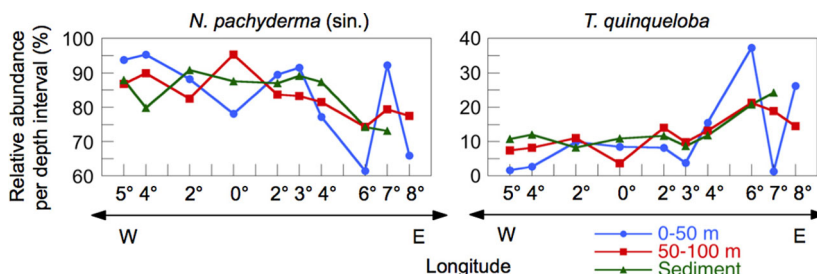 N. pachyderma (sin.)
T. quinqueloba
Relative abundance
per depth interval (%)
100
90
80
70
60
5° 4° 2° 0° 2° 3° 4° 6° 7° 8°
W E
40
30
20
10
0
5° 4° 2° 0° 2° 3° 4° 6° 7° 8°
W E
Longitude
0-50 m
50-100 m
Sediment